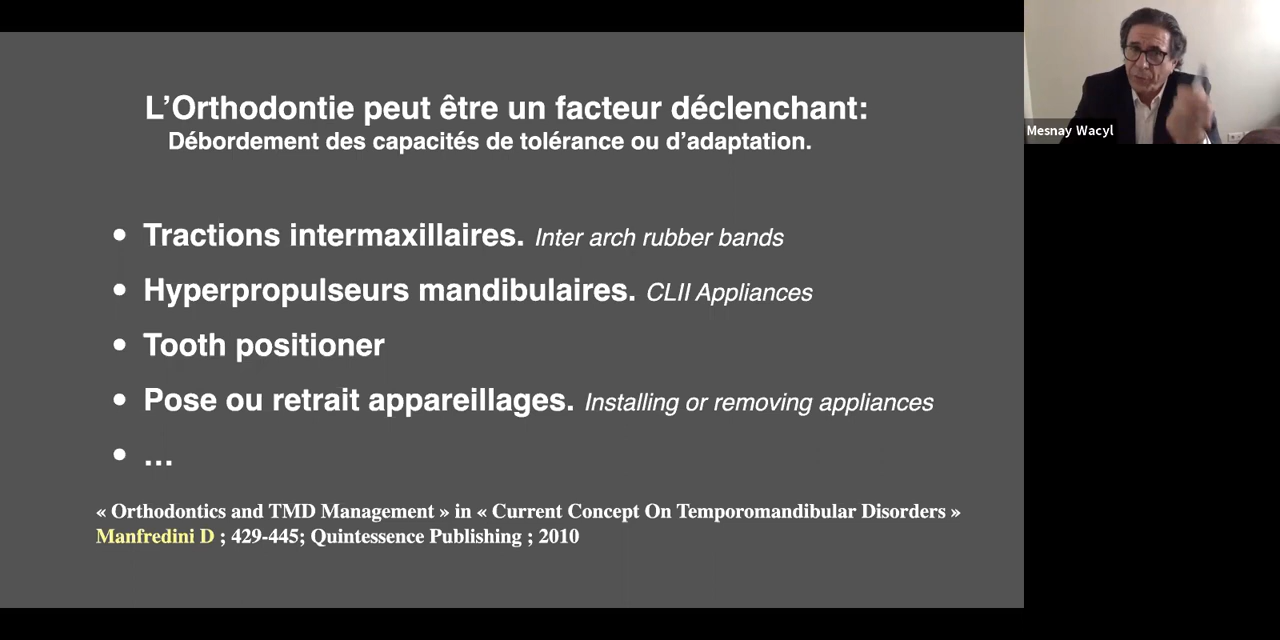 L’Orthodontie peut être un facteur déclenchant:
Débordement des capacités de tolérance ou d’adaptation.
• Tractions intermaxillaires. Inter arch rubber bands
• Hyperpropulseurs mandibulaires. CLII Appliances
• Tooth positioner
• Pose ou retrait appareillages. Installing or removing appliances
• ...
« Orthodontics and TMD Management » in « Current Concept On Temporomandibular Disorders »
Manfredini D ; 429-445; Quintessence Publishing ; 2010
Mesnay Wacyl